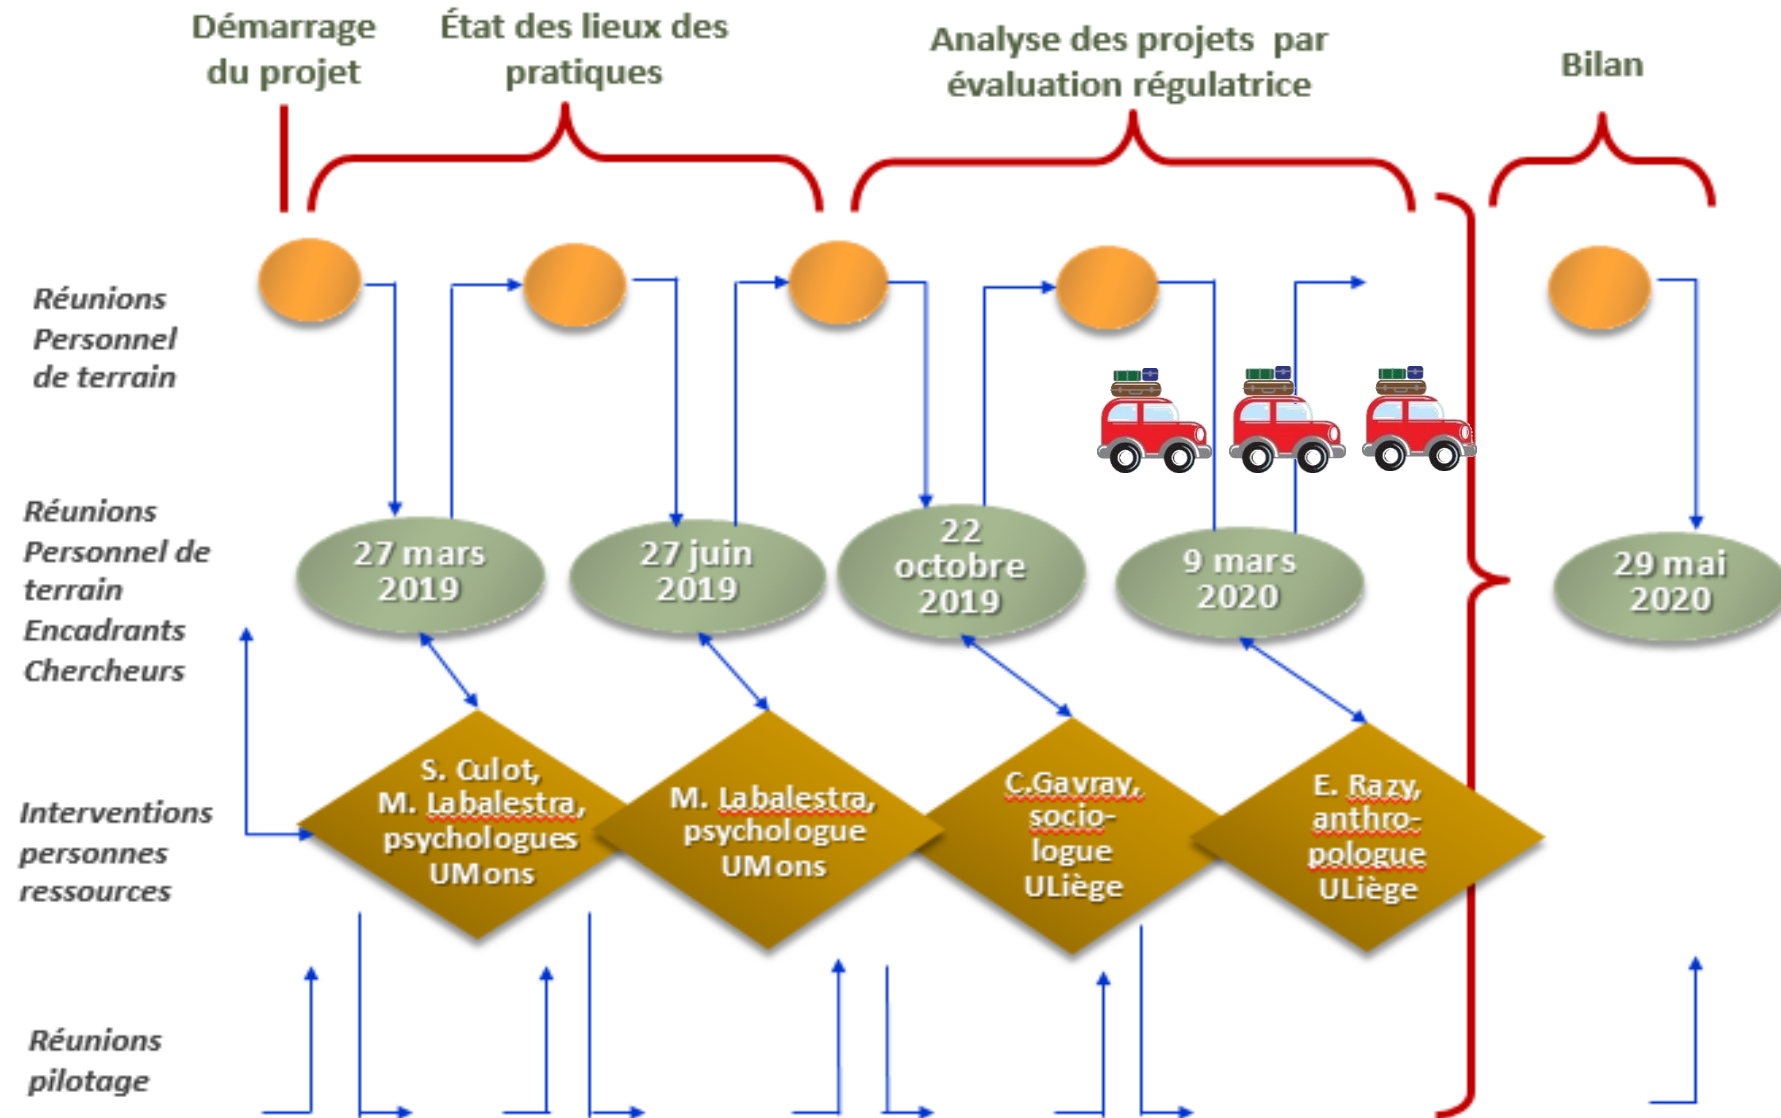 Démarrage
du projet
État des lieux des
pratiques
Analyse des projets par
évaluation régulatrice
Bilan
Réunions
Personnel
de terrain
Réunions
Personnel de
terrain
Encadrants
Chercheurs
27 mars
2019
27 juin
2019
22
octobre
2019
9 mars
2020
29 mai
2020
Interventions
personnes
ressources
S. Culot,
M. Labalestra,
psychologues
UMons
M. Labalestra,
psychologue
UMons
C.Gavray,
socio-
logue
ULiège
E. Razy,
anthro-
pologue
ULiège
Réunions
pilotage